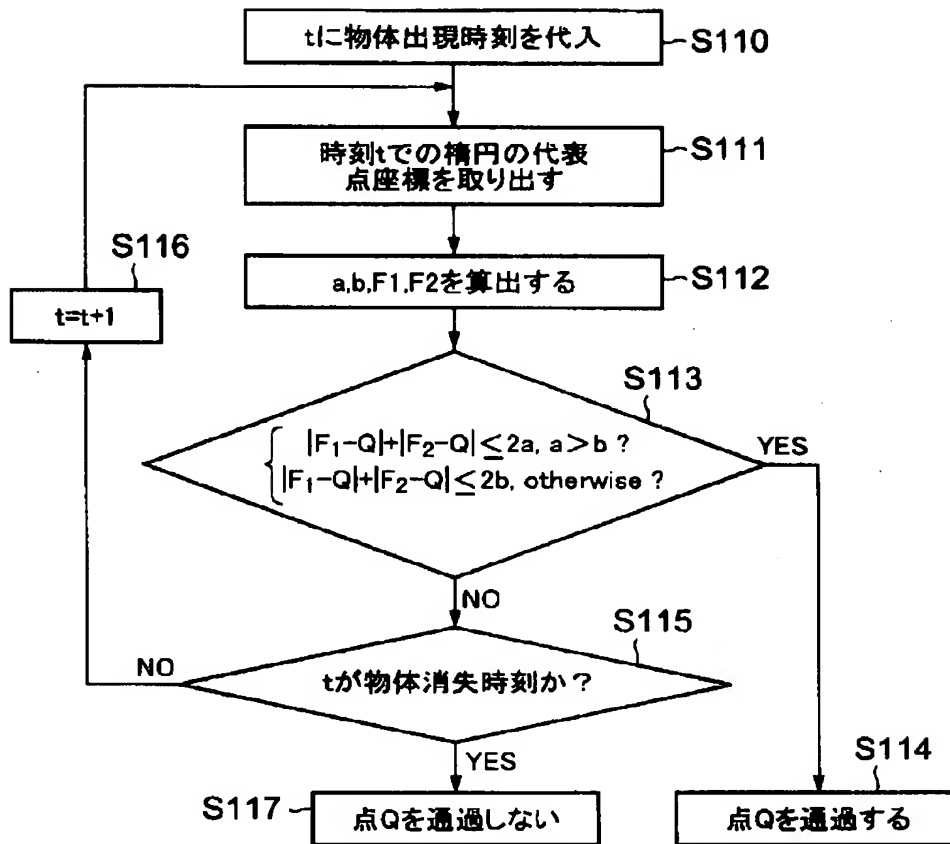 tに物体出現時刻を代入
S110
時刻tでの楕円の代表
点座標を取り出す
S111
S116
a,b,F1,F2を算出する
S112
t=t+1
S113
|F₁-Q|+|F₂-Q|≤2a, a>b ?
YES
|F₁-Q|+|F₂-Q|≤2b, otherwise ?
NO
S115
NO
tが物体消失時刻か？
YES
S114
S117
点Qを通過しない
点Qを通過する